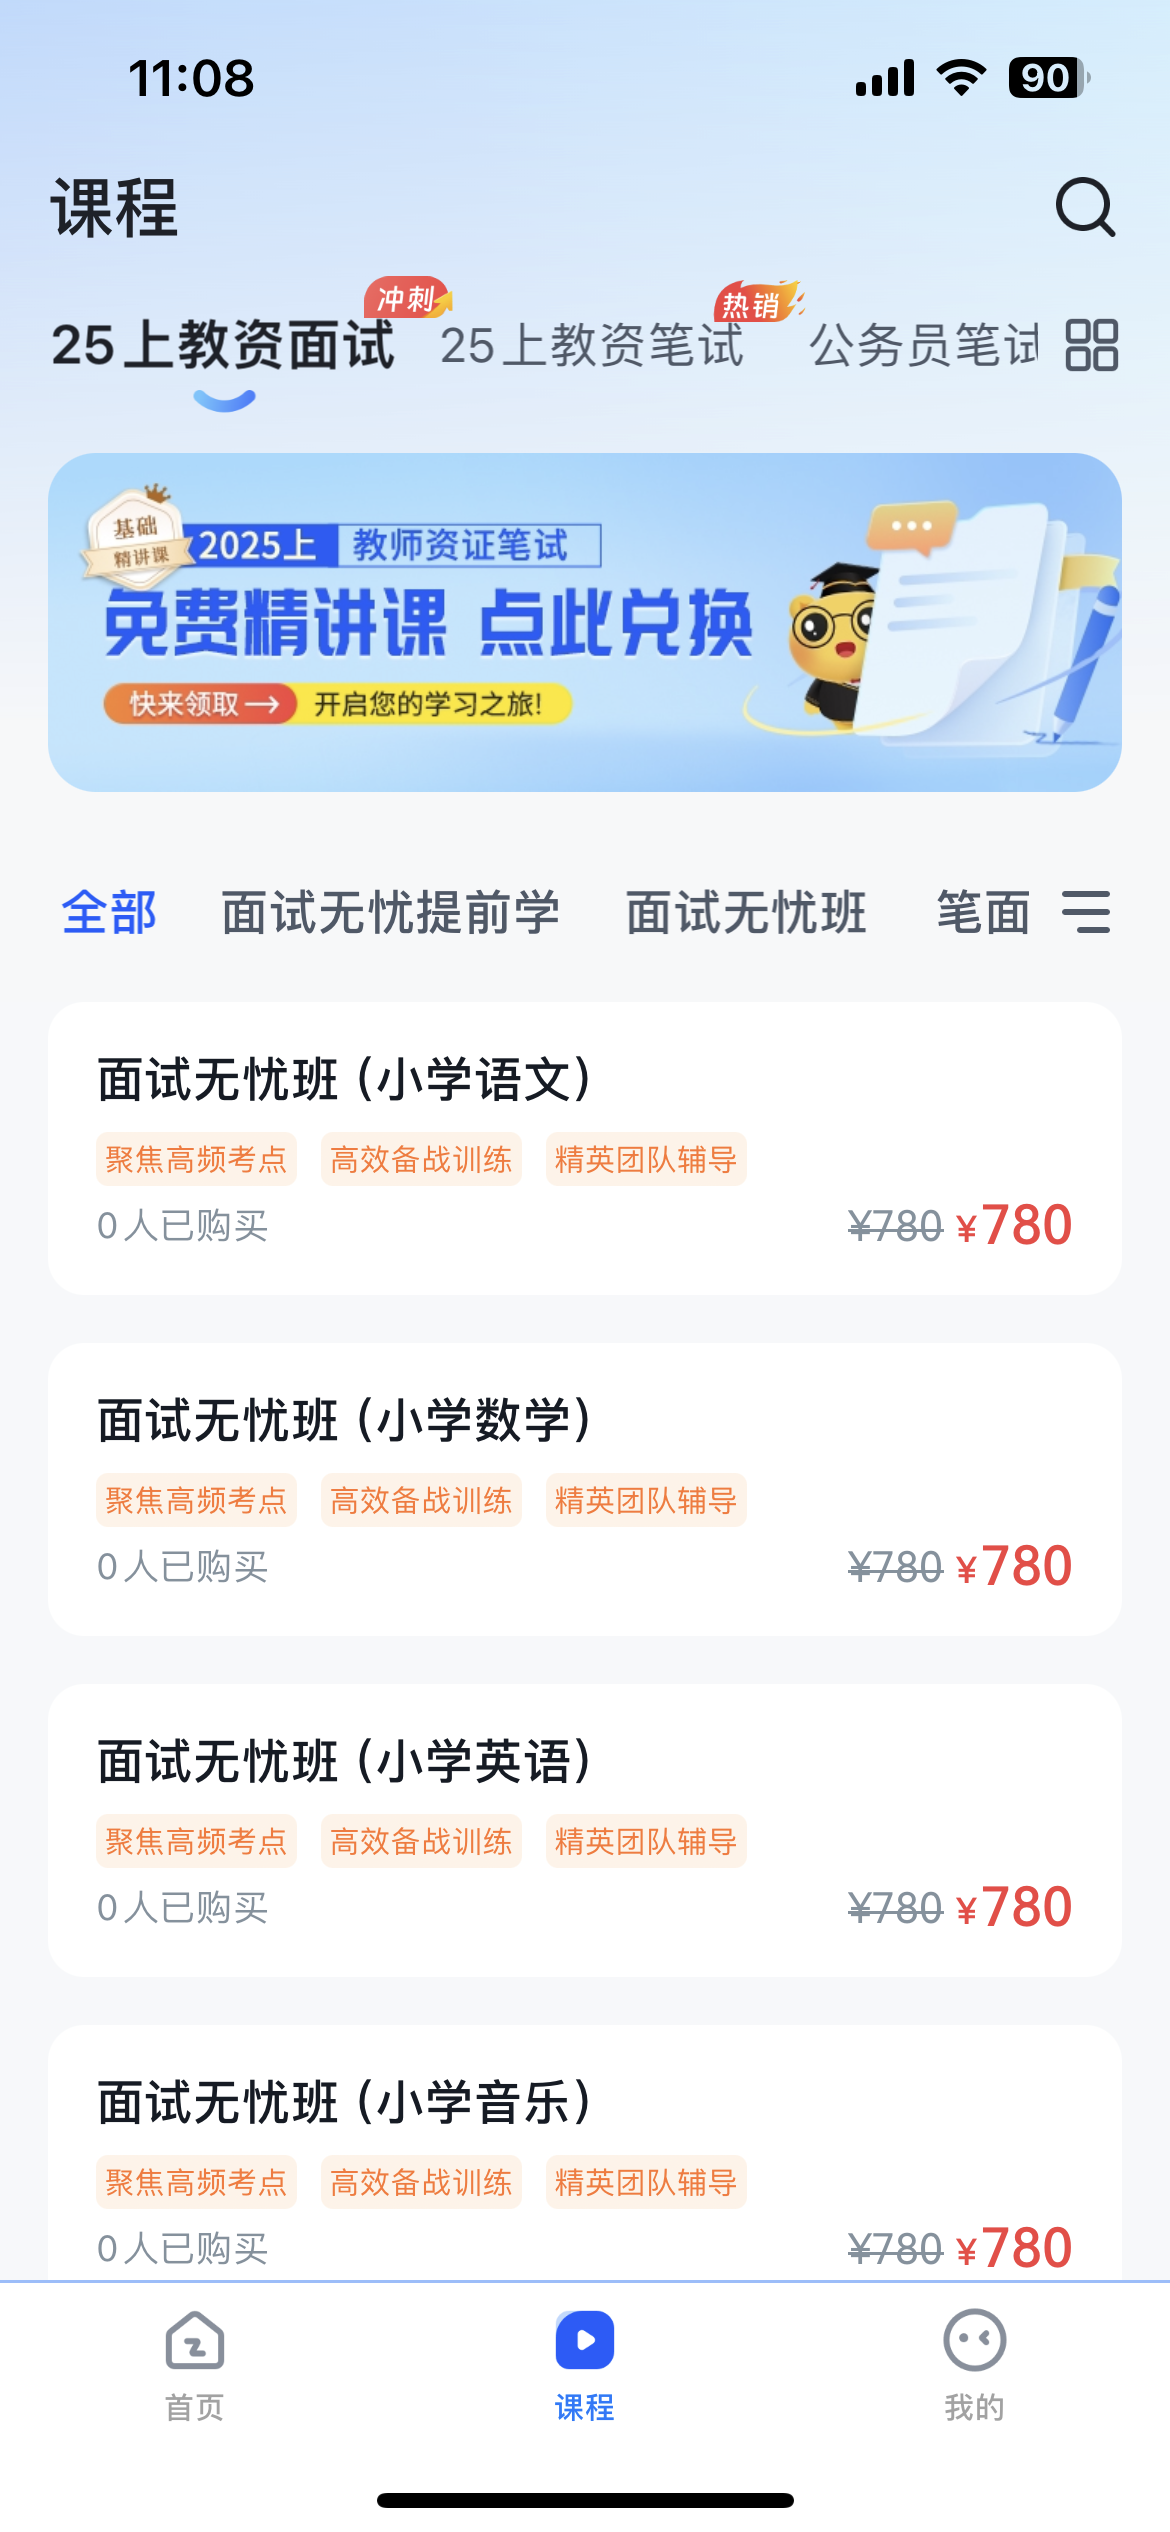 11:08
90
课程
冲刺
热销
25上教资面试 25上教资笔试 公务员笔试
基础
精讲课
2025上 教师资证笔试
免费精讲课 点此兑换
快来领取 开启您的学习之旅!
全部 面试无忧提前学 面试无忧班 笔面
面试无忧班 (小学语文)
聚焦高频考点 高效备战训练 精英团队辅导
0人已购买 ¥780 ¥780
面试无忧班 (小学数学)
聚焦高频考点 高效备战训练 精英团队辅导
0人已购买 ¥780 ¥780
面试无忧班 (小学英语)
聚焦高频考点 高效备战训练 精英团队辅导
0人已购买 ¥780 ¥780
面试无忧班 (小学音乐)
聚焦高频考点 高效备战训练 精英团队辅导
0人已购买 ¥780 ¥780
首页 课程 我的